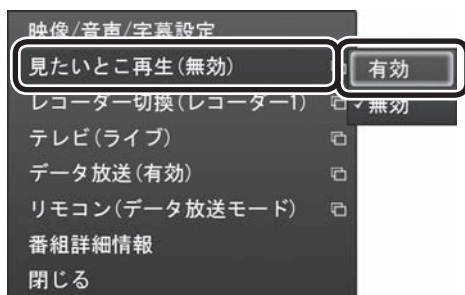 映像/音声/字幕設定
見たいとこ再生(無効)
有効
レコーダー切換(レコーダー1)
✓無効
テレビ(ライブ)
データ放送(有効)
リモコン(データ放送モード)
番組詳細情報
閉じる